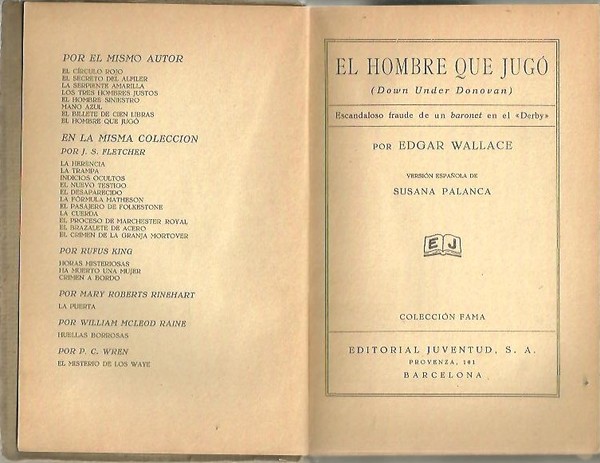 POR EL MISMO AUTOR
EL CÍRCULO ROJO
EL SECRETO DEL ALFILER
LA SERPIENTE AMARILLA
LOS TRES HOMBRES JUSTOS
EL HOMBRE SINIESTRO
MANO AZUL
EL BILLETE DE CIEN LIBRAS
EL HOMBRE QUE JUGÓ
EN LA MISMA COLECCION
POR J. S. FLETCHER
LA HERENCIA
LA TRAMPA
INDICIOS OCULTOS
EL NUEVO TESTIGO
EL DESAPARECIDO
LA FÓRMULA MATHESON
EL PASAJERO DE FOLKESTONE
LA CUERDA
EL PROCESO DE MARCHESTER ROYAL
EL BRAZALETE DE ACERO
EL CRIMEN DE LA GRANJA MORTOVER
POR RUFUS KING
HORAS MISTERIOSAS
HA MUERTO UNA MUJER
CRIMEN A BORDO
POR MARY ROBERTS RINEHART
LA PUERTA
POR WILLIAM MCLEOD RAINE
HUELLAS BORROSAS
POR P. C. WREN
EL MISTERIO DE LOS WAYE
EL HOMBRE QUE JUGÓ
(Down Under Donovan)
Escandaloso fraude de un baronet en el «Derby»
POR EDGAR WALLACE
VERSIÓN ESPAÑOLA DE
SUSANA PALANCA
EJ
COLECCIÓN FAMA
EDITORIAL JUVENTUD, S. A.
PROVENZA, 101
BARCELONA